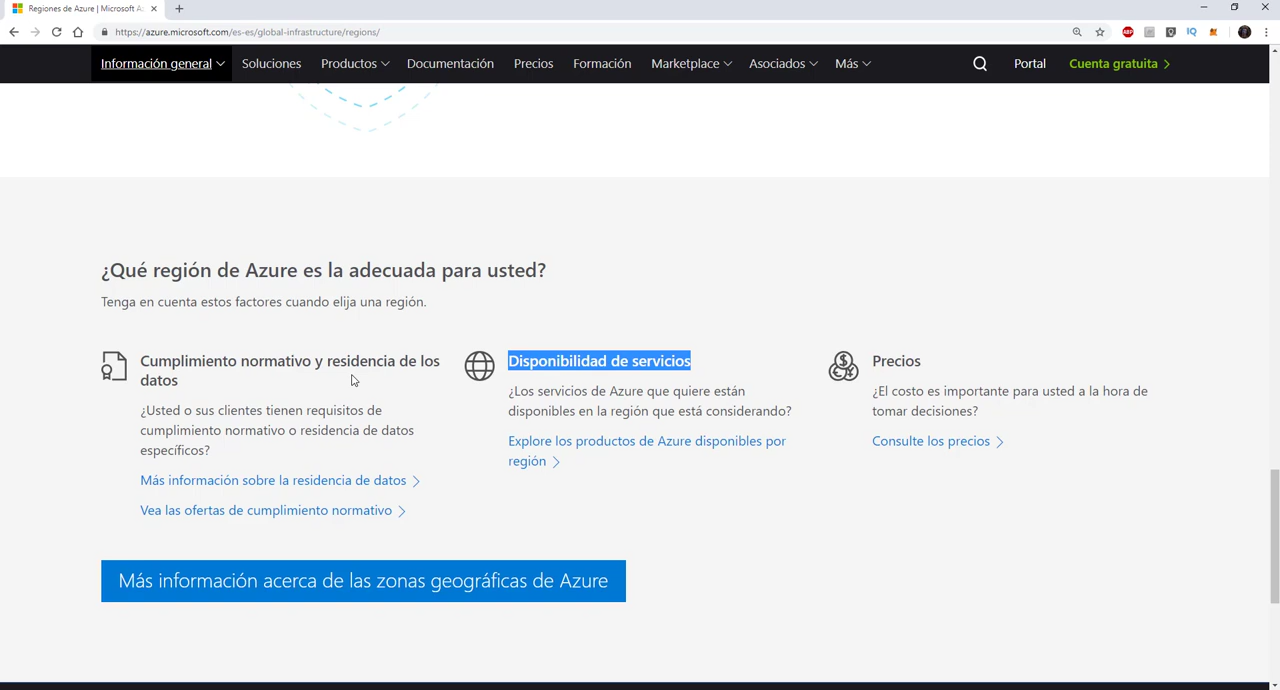 Regiones de Azure | Microsoft Az
https://azure.microsoft.com/es-es/global-infrastructure/regions/
ABP
IQ
Información general
Soluciones
Productos
Documentación
Precios
Formación
Marketplace
Asociados
Más
Portal
Cuenta gratuita
¿Qué región de Azure es la adecuada para usted?
Tenga en cuenta estos factores cuando elija una región.
Cumplimiento normativo y residencia de los
datos
¿Usted o sus clientes tienen requisitos de
cumplimiento normativo o residencia de datos
específicos?
Más información sobre la residencia de datos
Vea las ofertas de cumplimiento normativo
Disponibilidad de servicios
¿Los servicios de Azure que quiere están
disponibles en la región que está considerando?
Explore los productos de Azure disponibles por
región
Precios
¿El costo es importante para usted a la hora de
tomar decisiones?
Consulte los precios
Más información acerca de las zonas geográficas de Azure